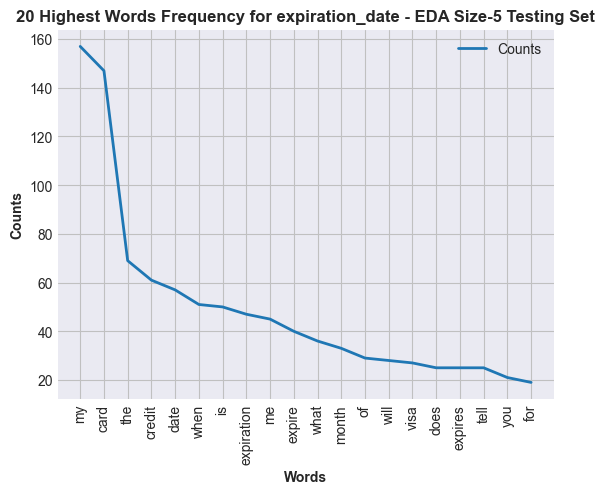 20 Highest Words Frequency for expiration_date - EDA Size-5 Testing Set
Counts
160
140
120
100
80
60
40
20
Counts
my
card
the
credit
date
when
is
expiration
me
expire
what
month
of
will
visa
does
expires
tell
you
for
Words